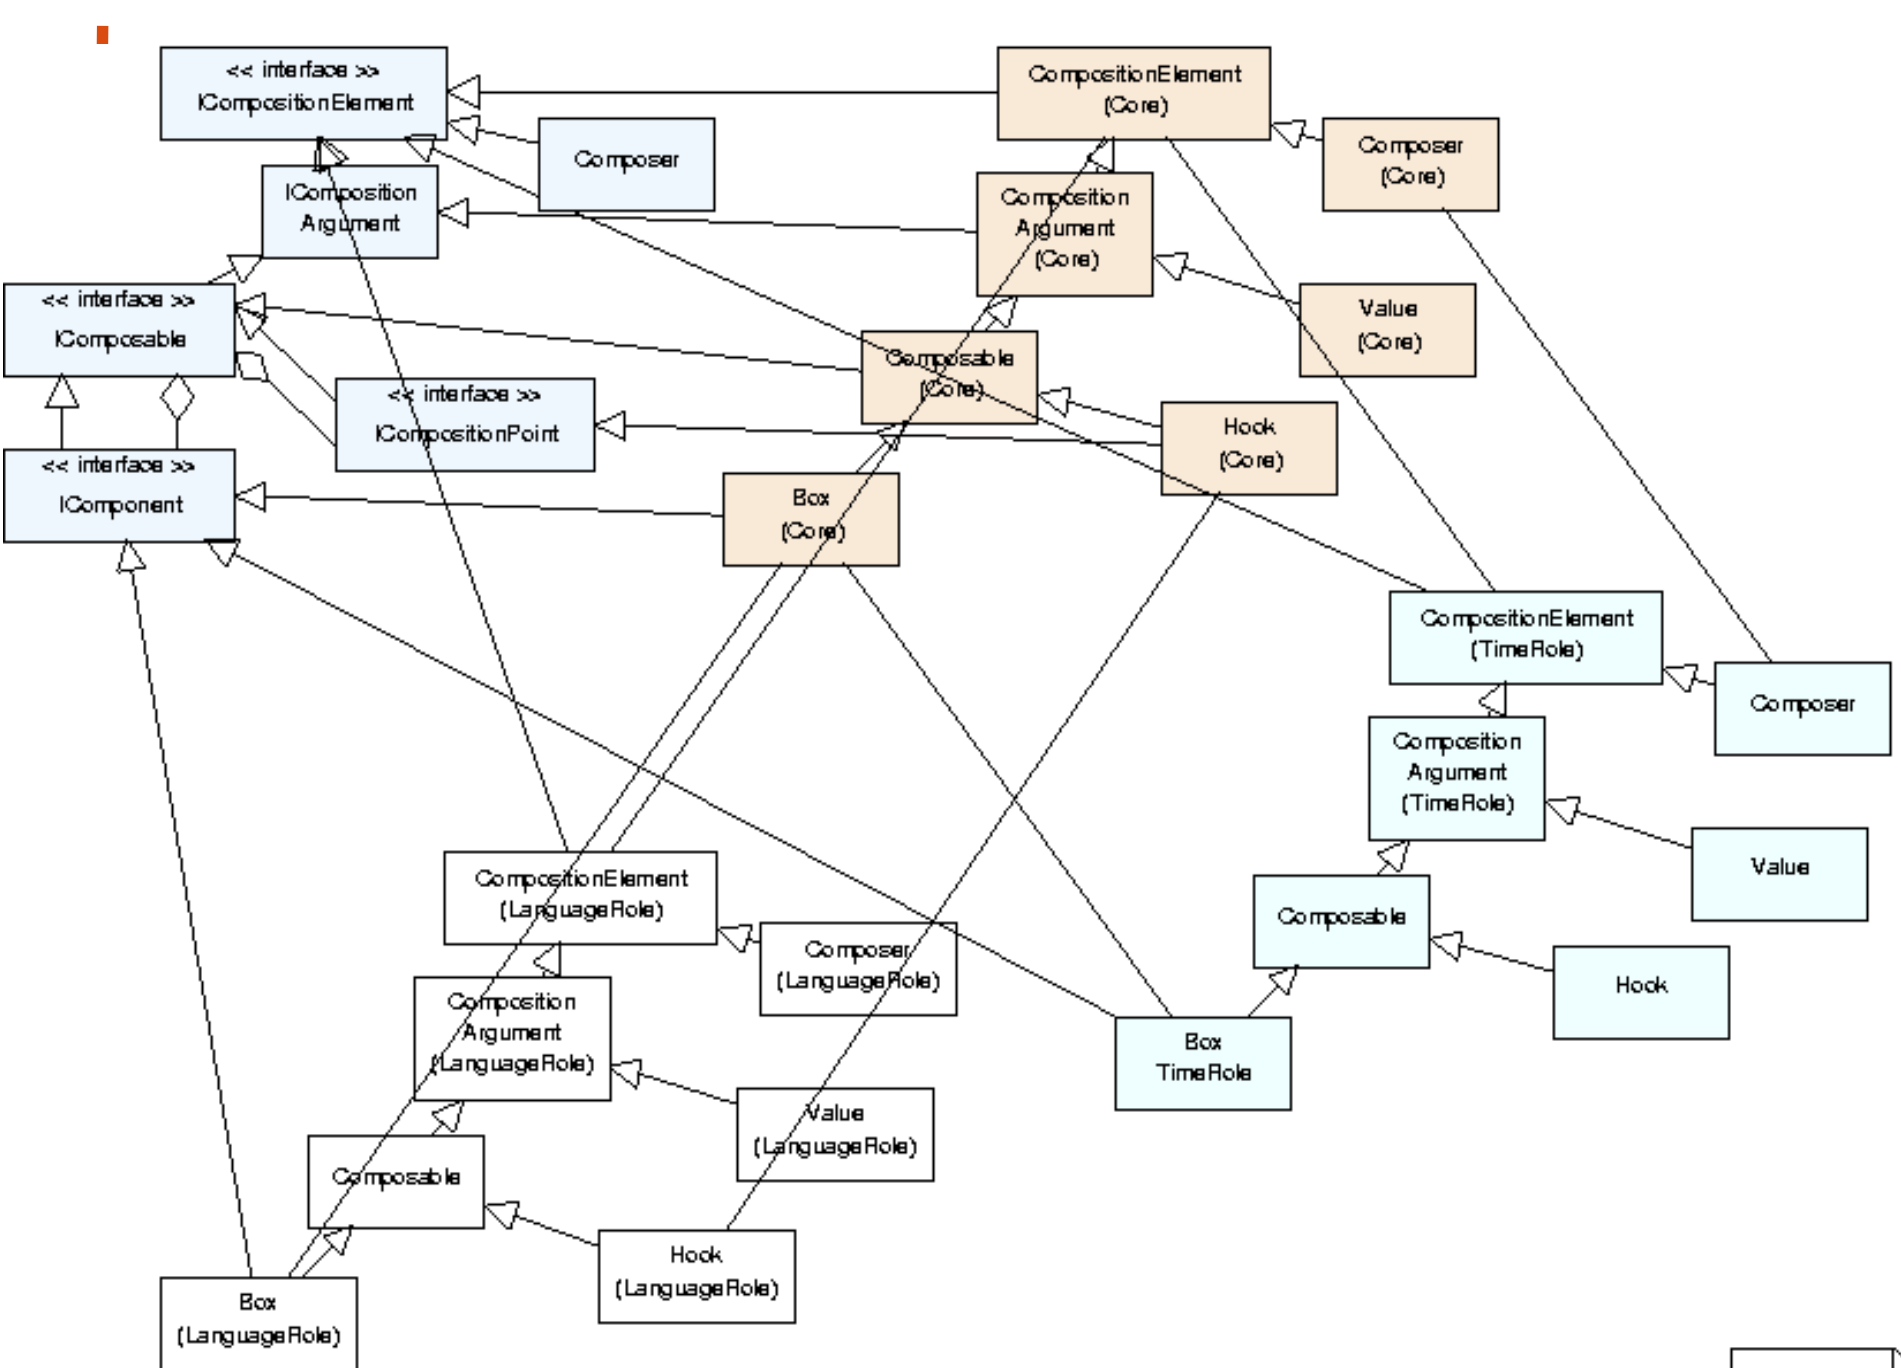 << interface >>
ICompositionElement
Composer
IComposition
Argument
<< interface >>
IComposable
<< interface >>
ICompositionPoint
<< interface >>
IComponent
CompositionElement
(Core)
Composer
(Core)
Composition
Argument
(Core)
Value
(Core)
Composable
(Core)
Hook
(Core)
Box
(Core)
CompositionElement
(TimeRole)
Composer
Composition
Argument
(TimeRole)
Value
Composable
Hook
Box
TimeRole
CompositionElement
(LanguageRole)
Composer
(LanguageRole)
Composition
Argument
(LanguageRole)
Value
(LanguageRole)
Composable
Hook
(LanguageRole)
Box
(LanguageRole)